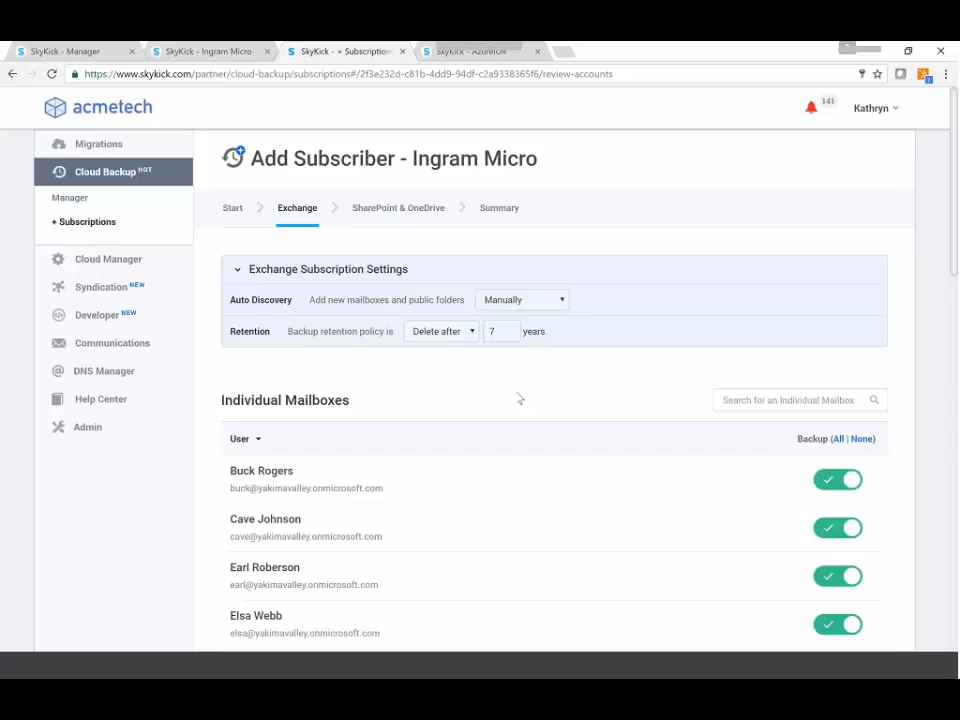 SkyKick - Manager
SkyKick - Ingram Micro
SkyKick - + Subscription
SkyKick - AzureIUR
https://www.skykick.com/partner/cloud-backup/subscriptions#/2f3e232d-c81b-4dd9-94df-c2a9338365f6/review-accounts
acmetech
141
Kathryn
Migrations
Cloud Backup HOT
Manager
+ Subscriptions
Cloud Manager
Syndication NEW
Developer NEW
Communications
DNS Manager
Help Center
Admin
Add Subscriber - Ingram Micro
Start
Exchange
SharePoint & OneDrive
Summary
Exchange Subscription Settings
Auto Discovery Add new mailboxes and public folders Manually
Retention Backup retention policy is Delete after 7 years
Individual Mailboxes
Search for an Individual Mailbox
User Backup (All | None)
Buck Rogers
buck@yakimavalley.onmicrosoft.com
Cave Johnson
cave@yakimavalley.onmicrosoft.com
Earl Roberson
earl@yakimavalley.onmicrosoft.com
Elsa Webb
elsa@yakimavalley.onmicrosoft.com